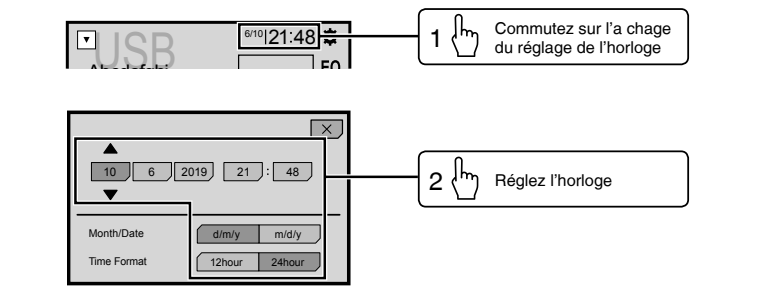 USB
6/10 21:48
EQ
1 Commutez sur l’a chage
du réglage de l’horloge
10 6 2019 21 : 48
2 Réglez l’horloge
Month/Date d/m/y m/d/y
Time Format 12hour 24hour